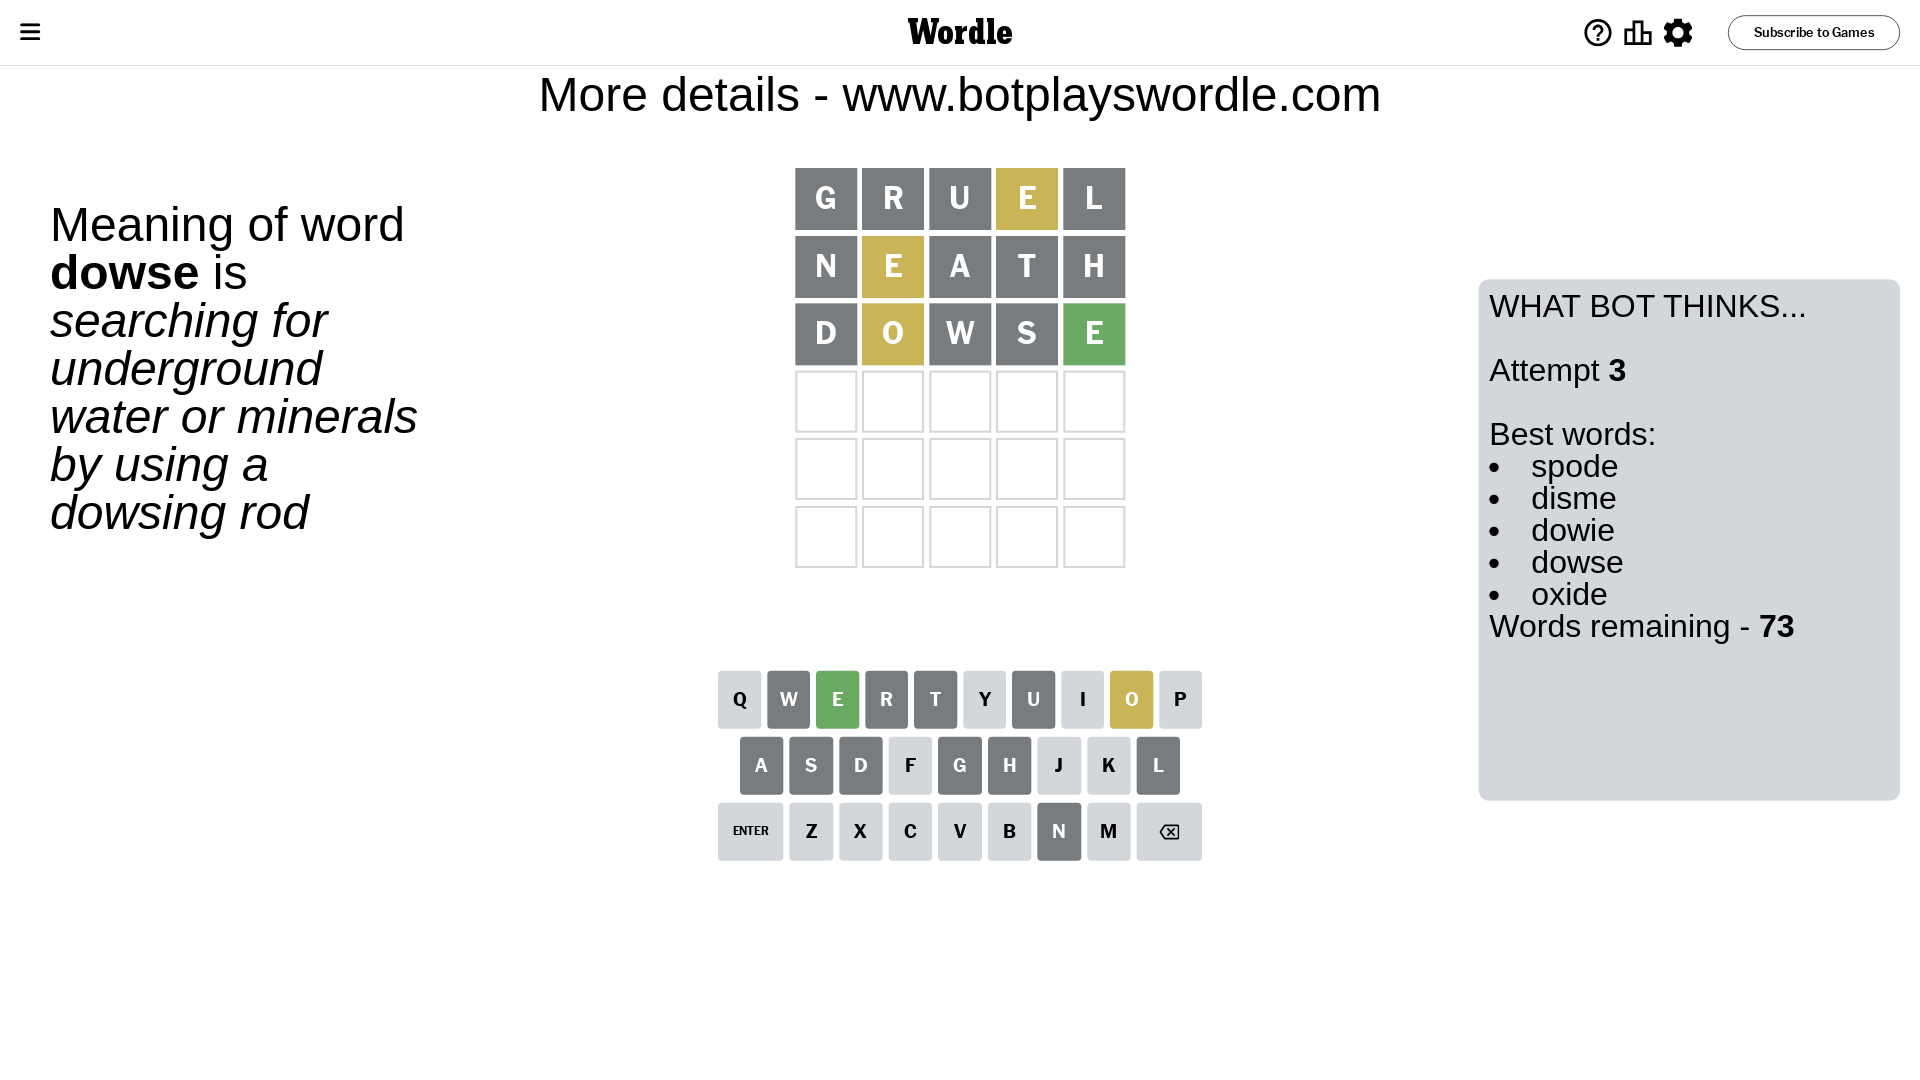 Wordle
Subscribe to Games
More details - www.botplayswordle.com
Meaning of word
dowse is
searching for
underground
water or minerals
by using a
dowsing rod
G R U E L
N E A T H
D O W S E
WHAT BOT THINKS...
Attempt 3
Best words:
• spode
• disme
• dowie
• dowse
• oxide
Words remaining - 73
Q W E R T Y U I O P
A S D F G H J K L
ENTER Z X C V B N M